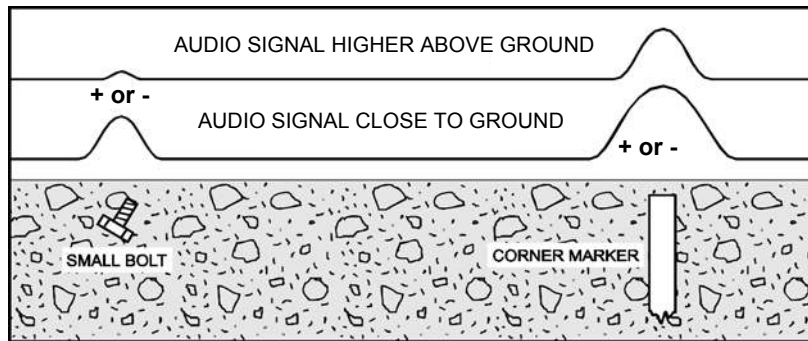 AUDIO SIGNAL HIGHER ABOVE GROUND
+ or -
AUDIO SIGNAL CLOSE TO GROUND
+ or -
SMALL BOLT
CORNER MARKER